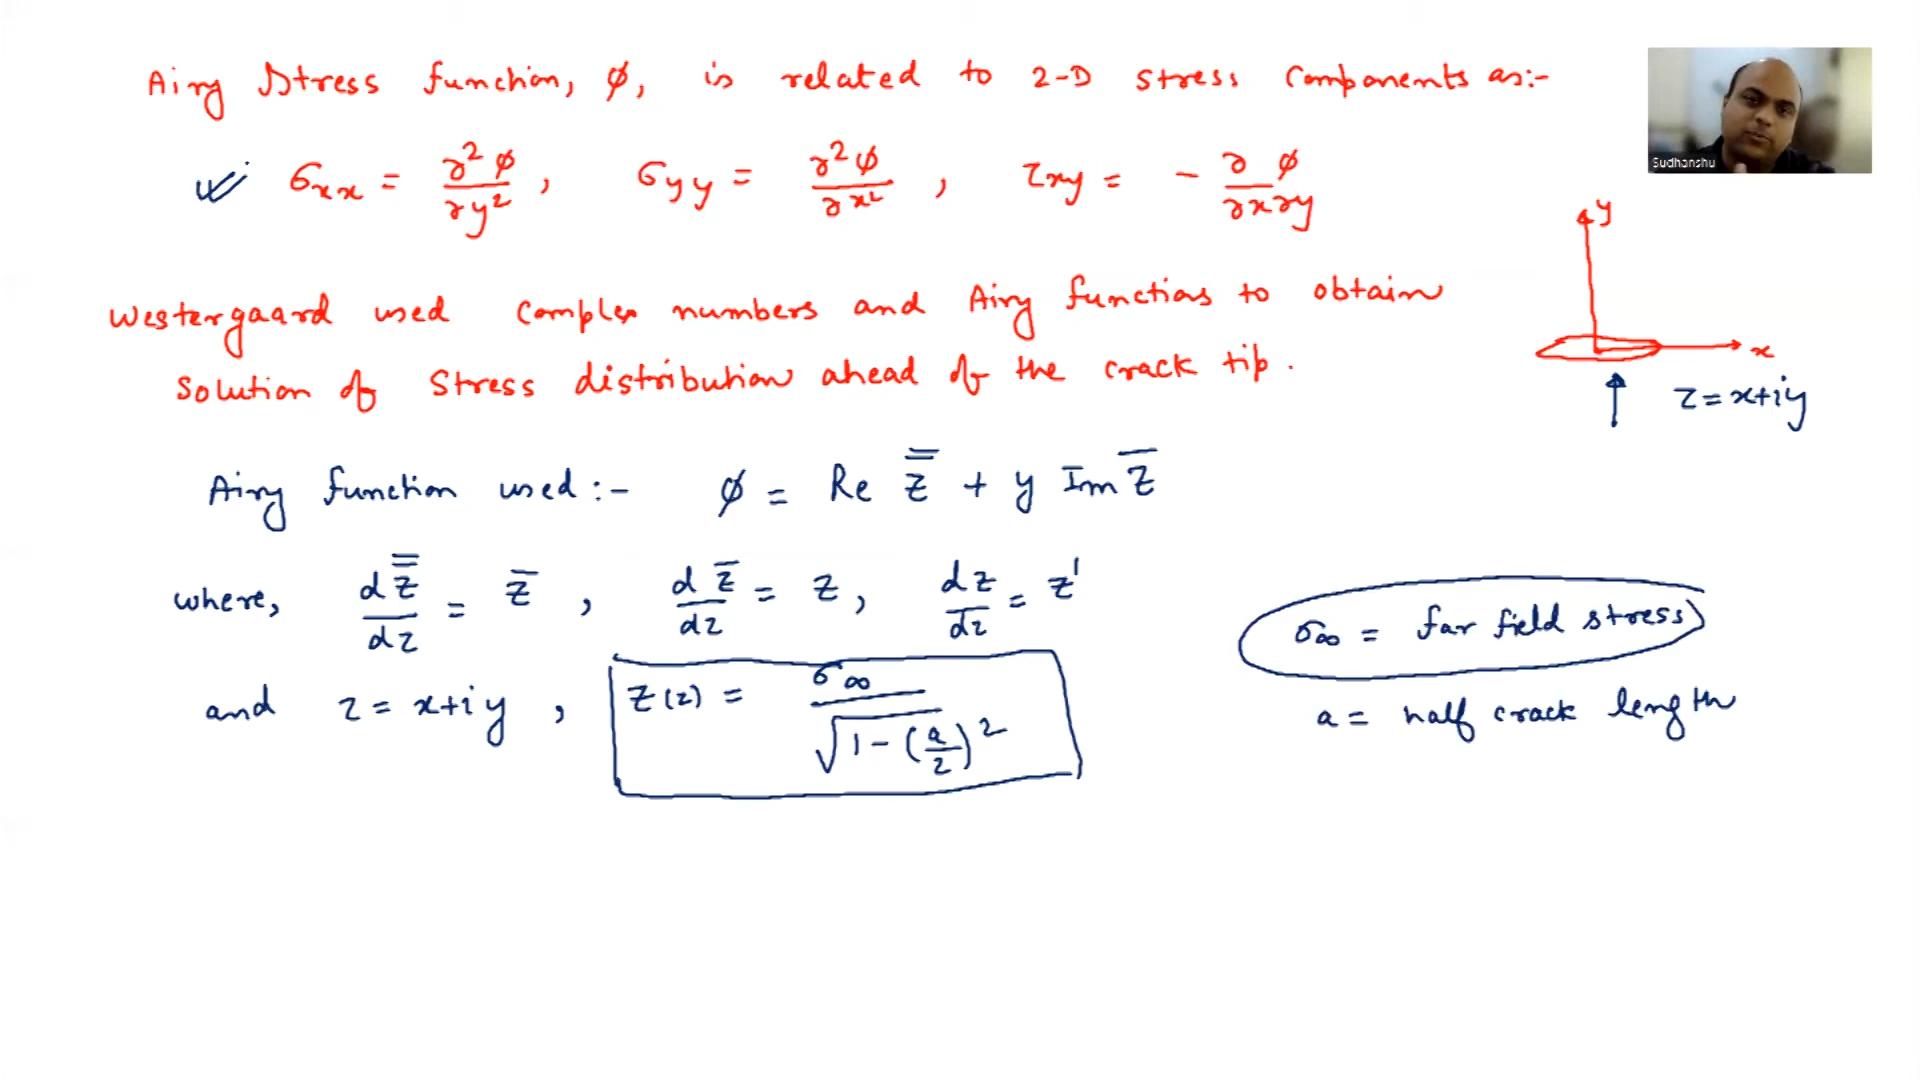 Airy Stress function, φ, is related to 2-D stress components as:-
Sudhanshu
σxx = ∂²φ/∂y², σyy = ∂²φ/∂x², τxy = - ∂ φ/∂x∂y
y
Westergaard used complex numbers and Airy functions to obtain
x
solution of stress distribution ahead of the crack tip.
z = x+iy
Airy function used:- φ = Re Z̿ + y Im Z̅
where, dZ̿/dz = Z̅, dZ̅/dz = Z, dZ/dz = Z'
σ∞ = far field stress
and z = x+iy, Z(z) = σ∞/√(1-(a/z)²)
a = half crack length